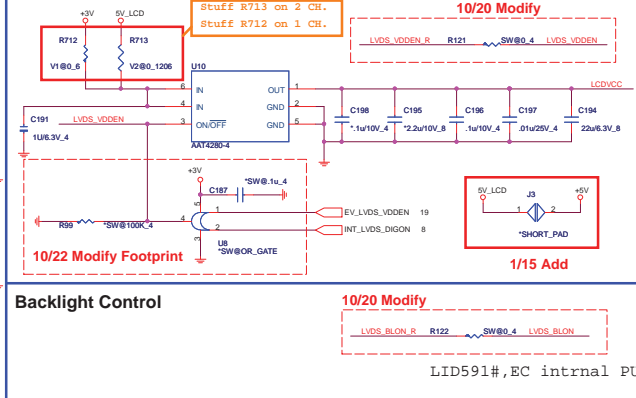 Stuff R713 on 2 CH.
Stuff R712 on 1 CH.
10/20 Modify
+3V 5V_LCD
R712 R713
V1@0_6 V2@0_1206
LVDS_VDDEN_R R121 SW@0_4 LVDS_VDDEN
U10
6 IN OUT 1 LCDVCC
4 IN GND 2
3 ON/OFF GND 5
AAT4280-4
C191
1U/6.3V_4
LVDS_VDDEN
C198 C195 C196 C197 C194
*.1u/10V_4 *2.2u/10V_8 .1u/10V_4 .01u/25V_4 22u/6.3V_8
+3V
C187 *SW@.1u_4
5
1 EV_LVDS_VDDEN 19
2 INT_LVDS_DIGON 8
4
3
R99 *SW@100K_4
U8
*SW@OR_GATE
10/22 Modify Footprint
5V_LCD J3 +5V
1 2
*SHORT_PAD
1/15 Add
Backlight Control
10/20 Modify
LVDS_BLON_R R122 SW@0_4 LVDS_BLON
LID591#,EC intrnal PU